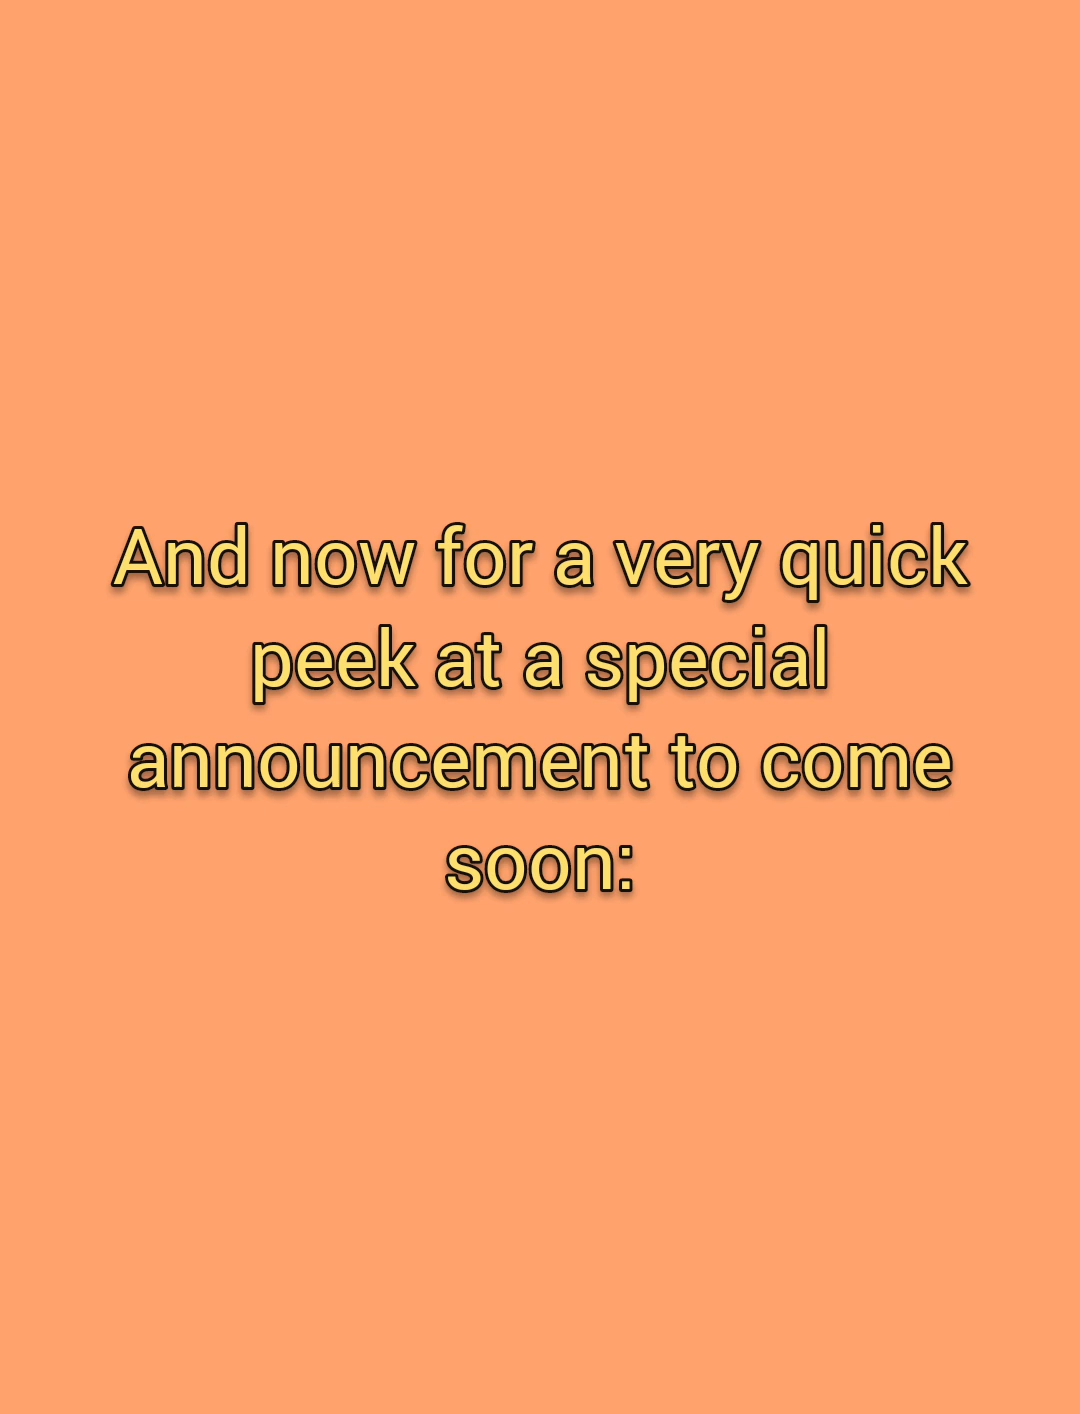 And now for a very quick
peek at a special
announcement to come
soon: